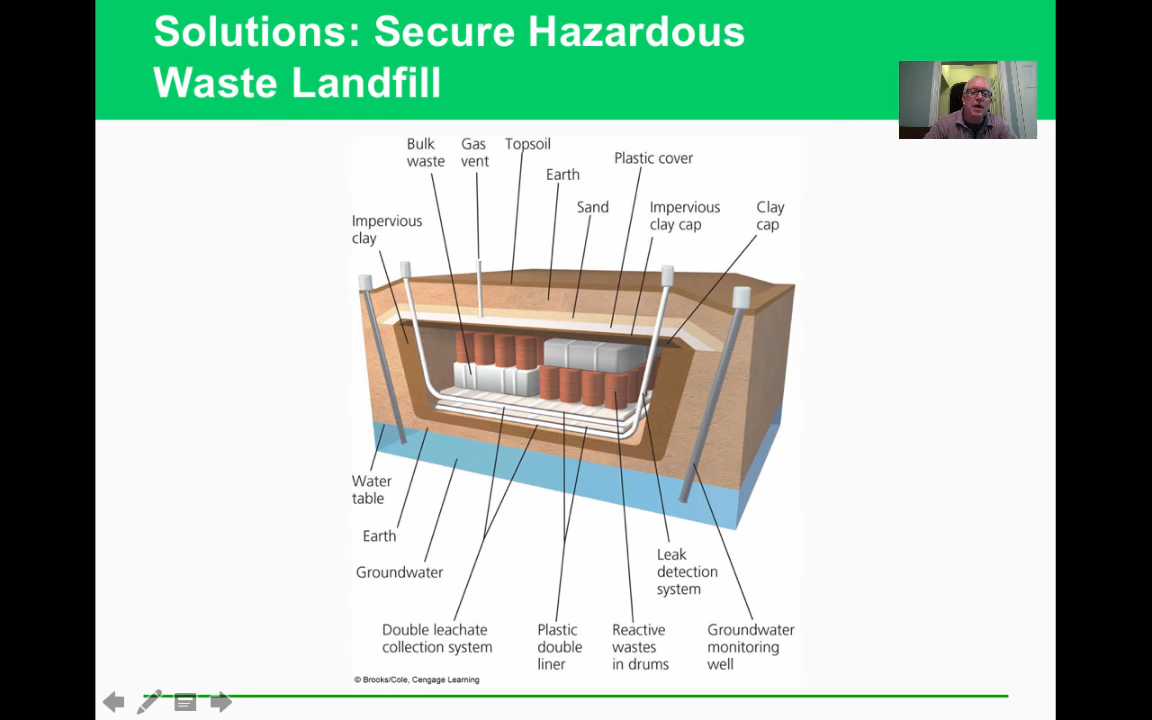 Solutions: Secure Hazardous
Waste Landfill
Bulk
waste
Gas
vent
Topsoil
Earth
Plastic cover
Sand
Impervious
clay cap
Clay
cap
Impervious
clay
Water
table
Earth
Groundwater
Leak
detection
system
Double leachate
collection system
Plastic
double
liner
Reactive
wastes
in drums
Groundwater
monitoring
well
© Brooks/Cole, Cengage Learning